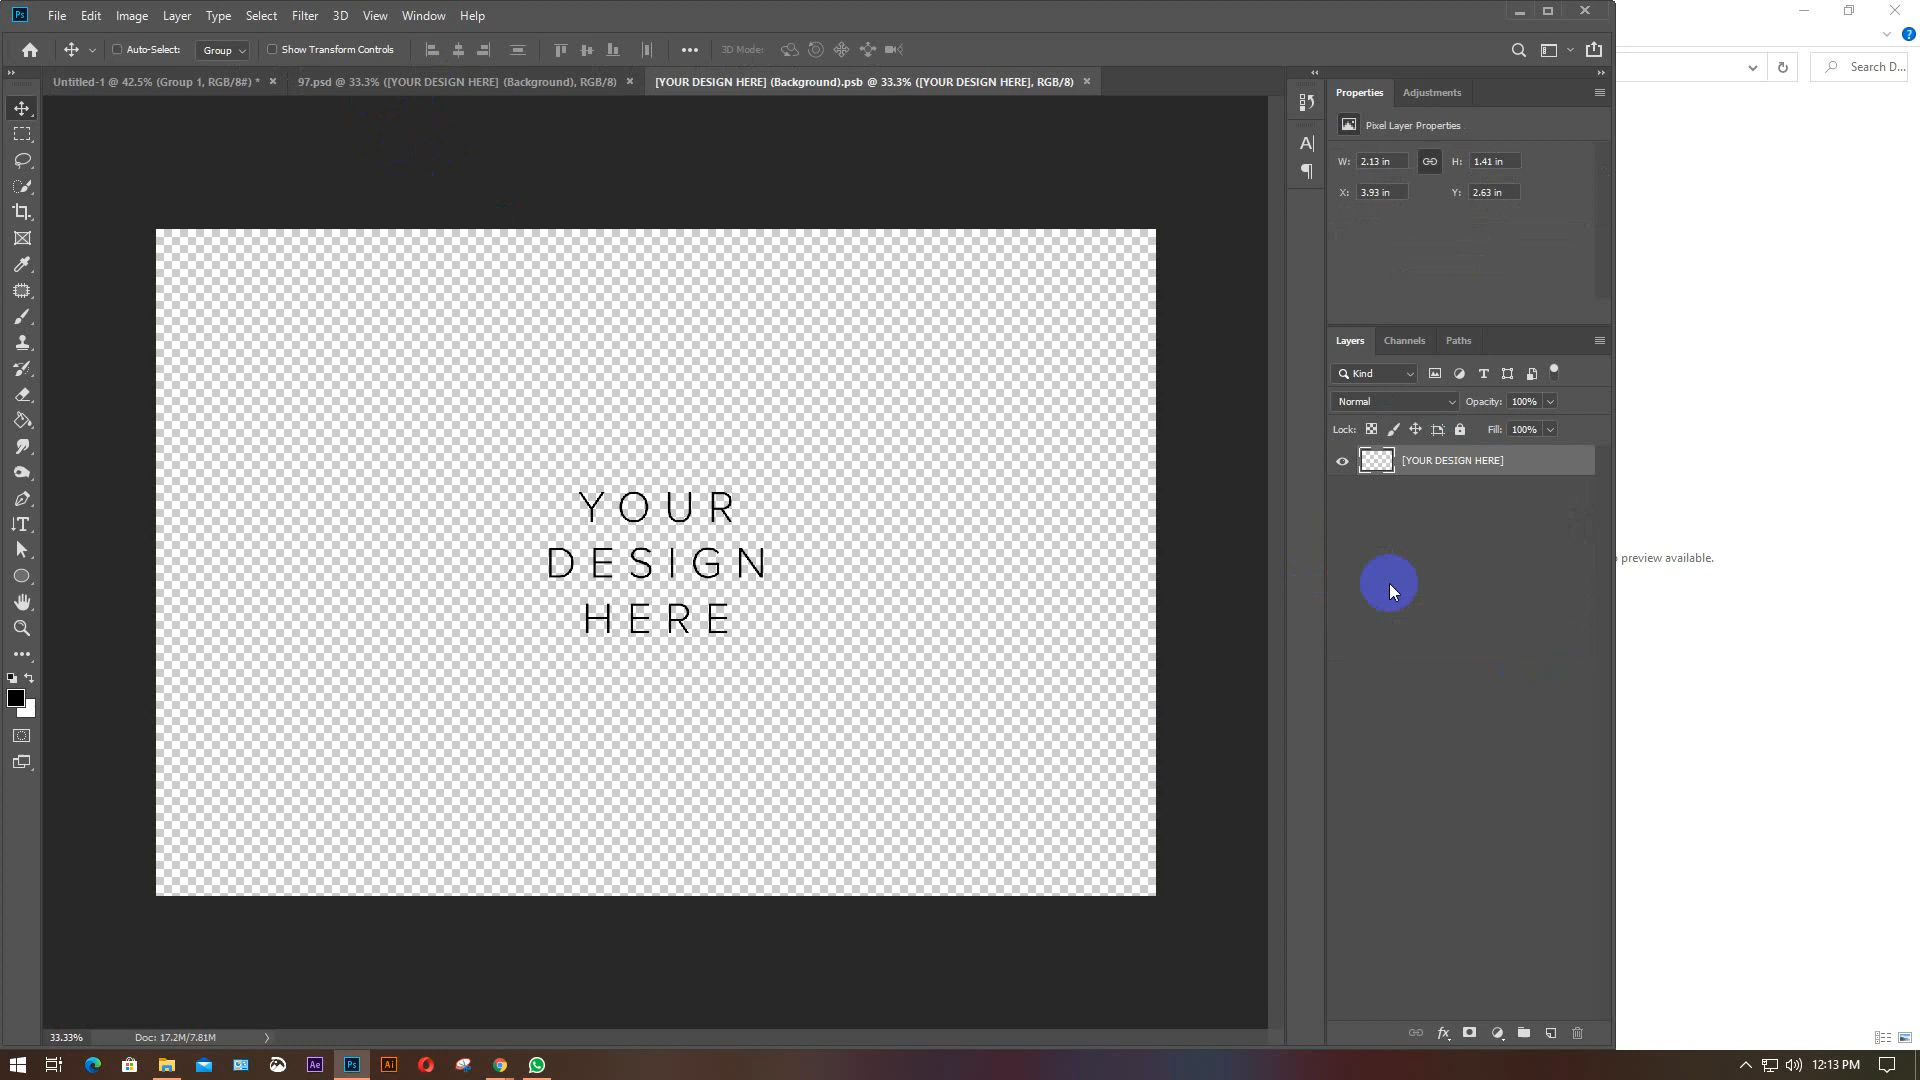 Ps File Edit Image Layer Type Select Filter 3D View Window Help
Auto-Select: Group Show Transform Controls 3D Mode:
Search D...
Untitled-1 @ 42.5% (Group 1, RGB/8#) * 97.psd @ 33.3% ([YOUR DESIGN HERE] (Background), RGB/8) [YOUR DESIGN HERE] (Background).psb @ 33.3% ([YOUR DESIGN HERE], RGB/8)
Properties Adjustments
Pixel Layer Properties
W: 2.13 in H: 1.41 in
X: 3.93 in Y: 2.63 in
Layers Channels Paths
Kind
Normal Opacity: 100%
Lock: Fill: 100%
[YOUR DESIGN HERE]
YOUR
DESIGN
HERE
preview available.
33.33% Doc: 17.2M/7.81M
Ae Ps Ai 12:13 PM